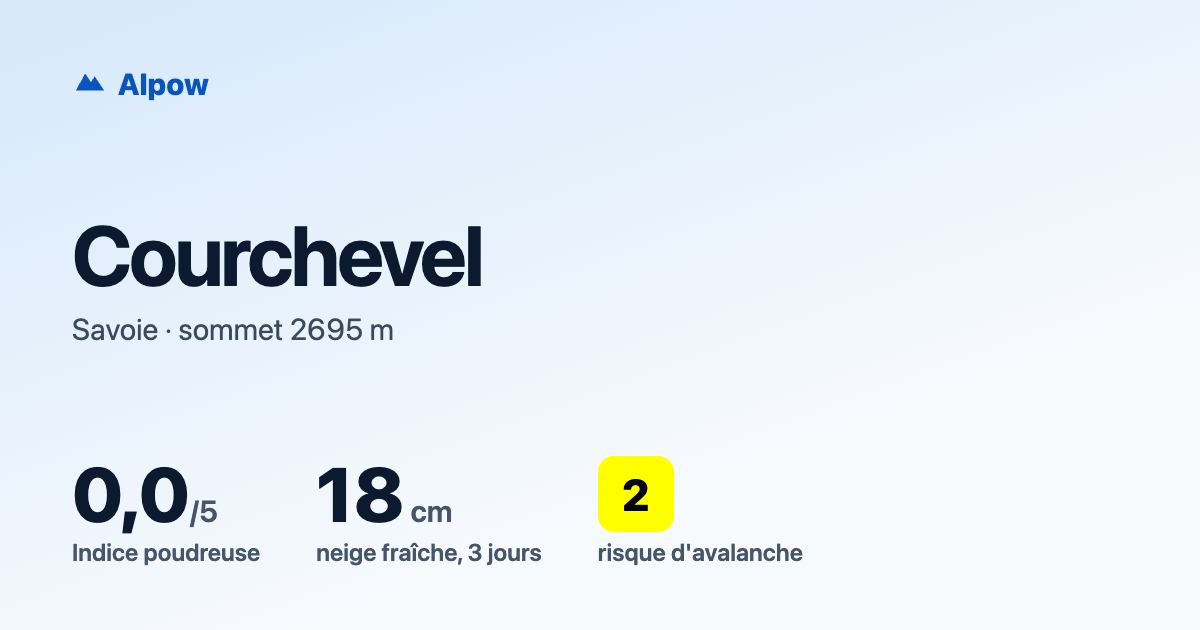 Alpow
Courchevel
Savoie · sommet 2695 m
0,0/5
Indice poudreuse
18 cm
neige fraîche, 3 jours
2
risque d'avalanche